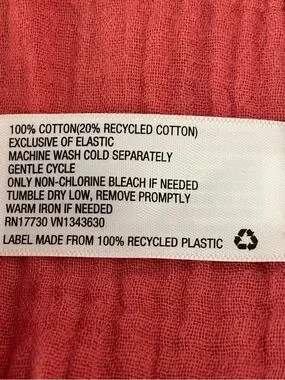 100% COTTON(20% RECYCLED COTTON)
EXCLUSIVE OF ELASTIC
MACHINE WASH COLD SEPARATELY
GENTLE CYCLE
ONLY NON-CHLORINE BLEACH IF NEEDED
TUMBLE DRY LOW, REMOVE PROMPTLY
WARM IRON IF NEEDED
RN17730 VN1343630
LABEL MADE FROM 100% RECYCLED PLASTIC